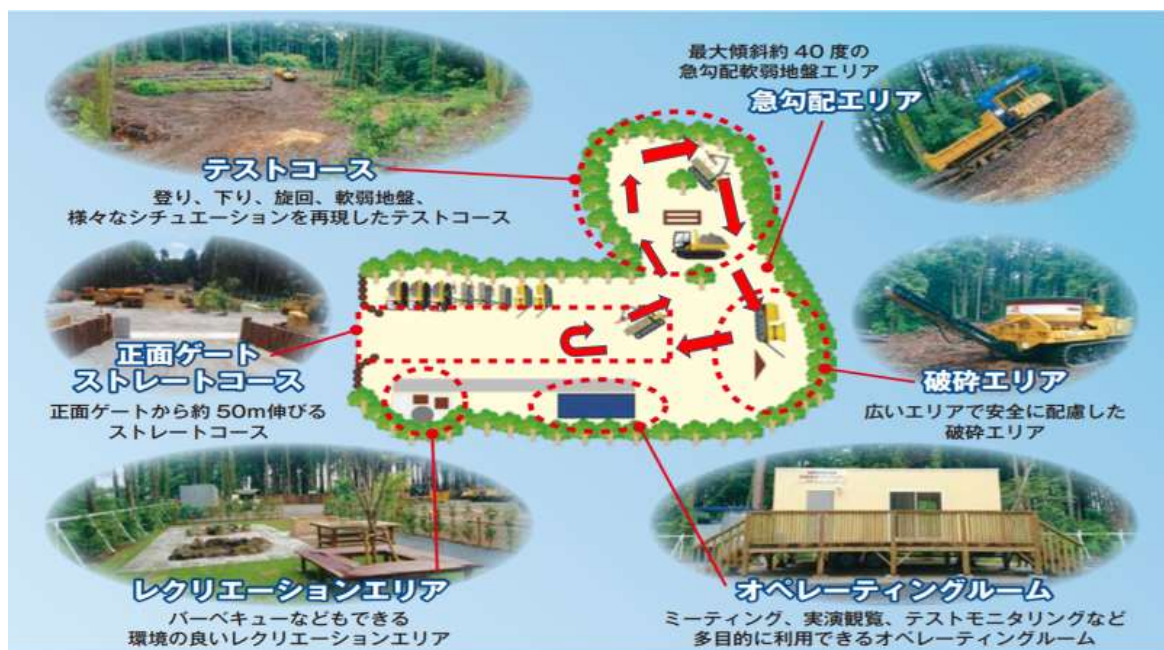 最大傾斜約 40 度の
急勾配軟弱地盤エリア
急勾配エリア
テストコース
登り、下り、旋回、軟弱地盤、
様々なシチュエーションを再現したテストコース
正面ゲート
ストレートコース
正面ゲートから約 50m伸びる
ストレートコース
破砕エリア
広いエリアで安全に配慮した
破砕エリア
レクリエーションエリア
バーベキューなどもできる
環境の良いレクリエーションエリア
オペレーティングルーム
ミーティング、実演観覧、テストモニタリングなど
多目的に利用できるオペレーティングルーム